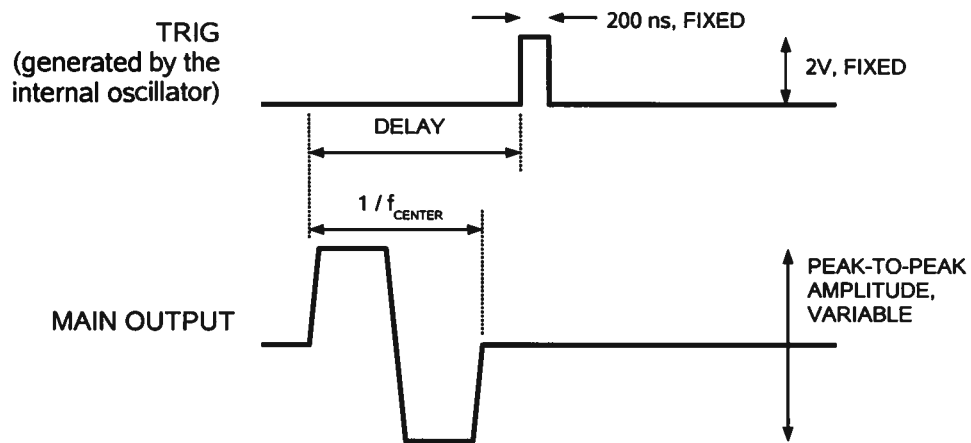 TRIG
(generated by the
internal oscillator)
200 ns, FIXED
2V, FIXED
DELAY
1 / fCENTER
MAIN OUTPUT
PEAK-TO-PEAK
AMPLITUDE,
VARIABLE